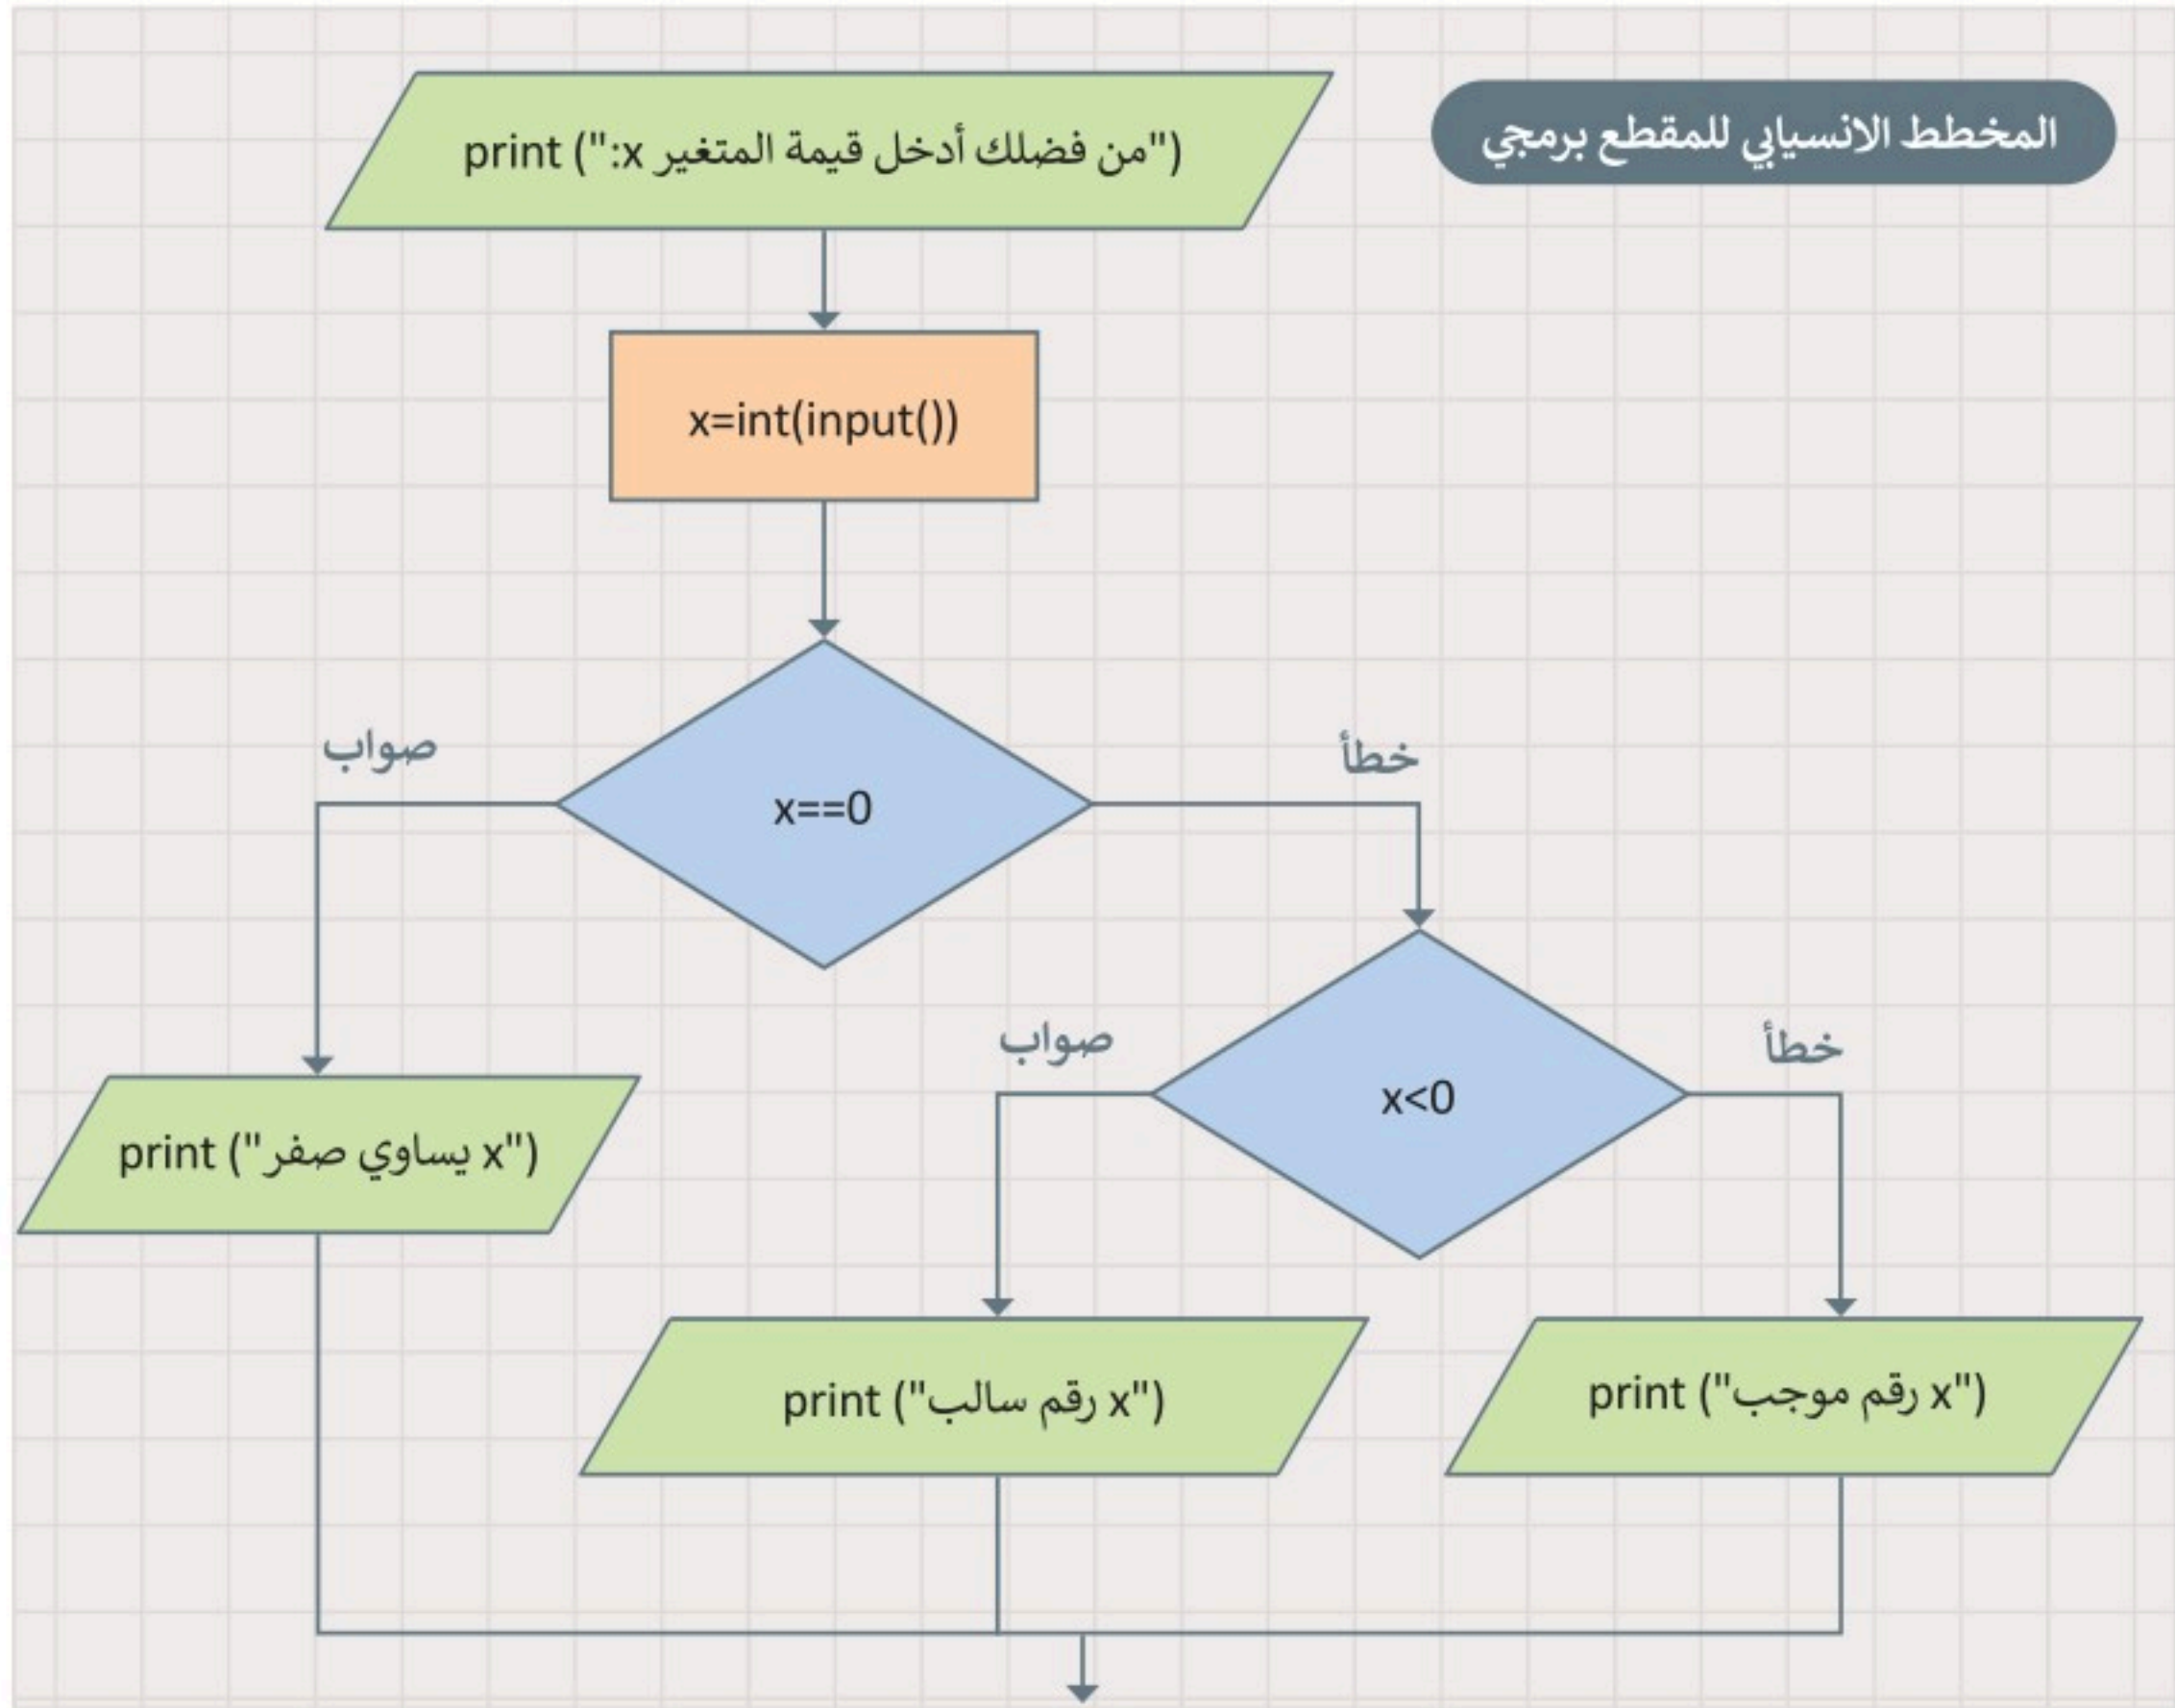 المخطط الانسيابي للمقطع برمجي
print ("من فضلك أدخل قيمة المتغير x:")
x=int(input())
x==0
صواب
خطأ
x<0
صواب
خطأ
print ("x يساوي صفر")
print ("x رقم سالب")
print ("x رقم موجب")